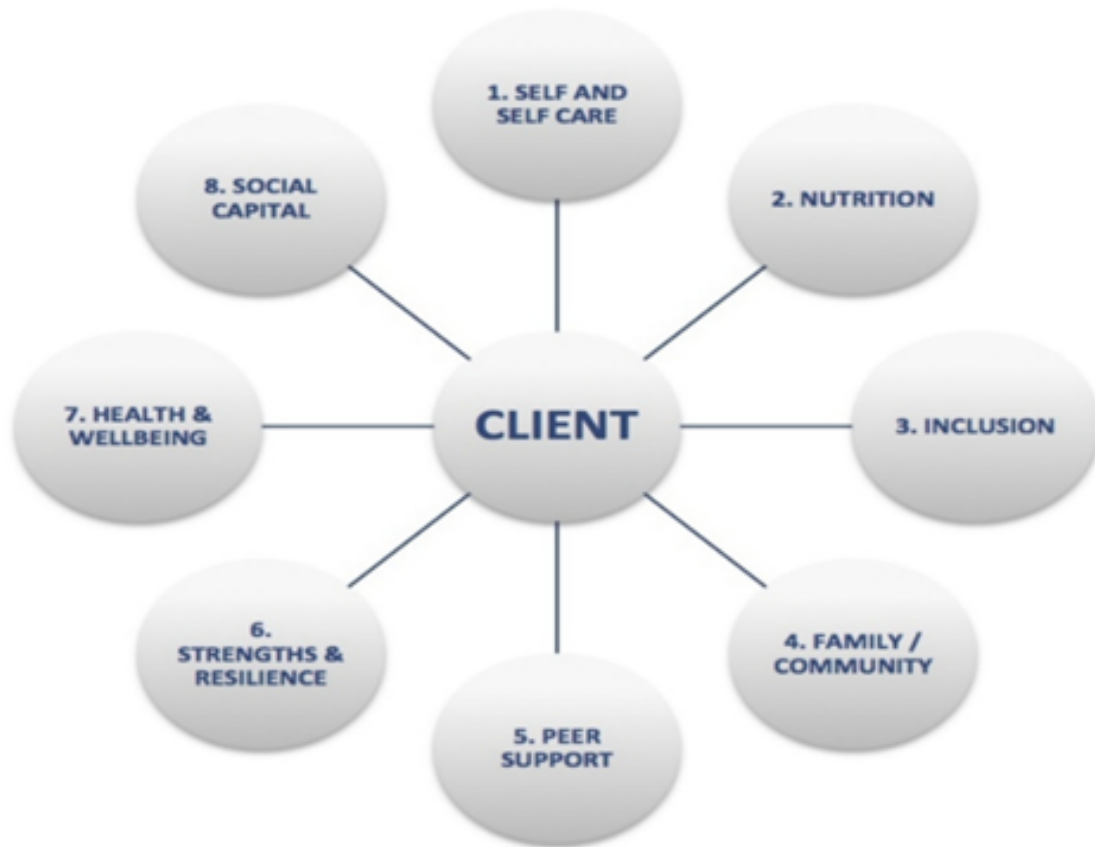 1. SELF AND
SELF CARE
2. NUTRITION
3. INCLUSION
4. FAMILY /
COMMUNITY
5. PEER
SUPPORT
6.
STRENGTHS &
RESILIENCE
7. HEALTH &
WELLBEING
8. SOCIAL
CAPITAL
CLIENT